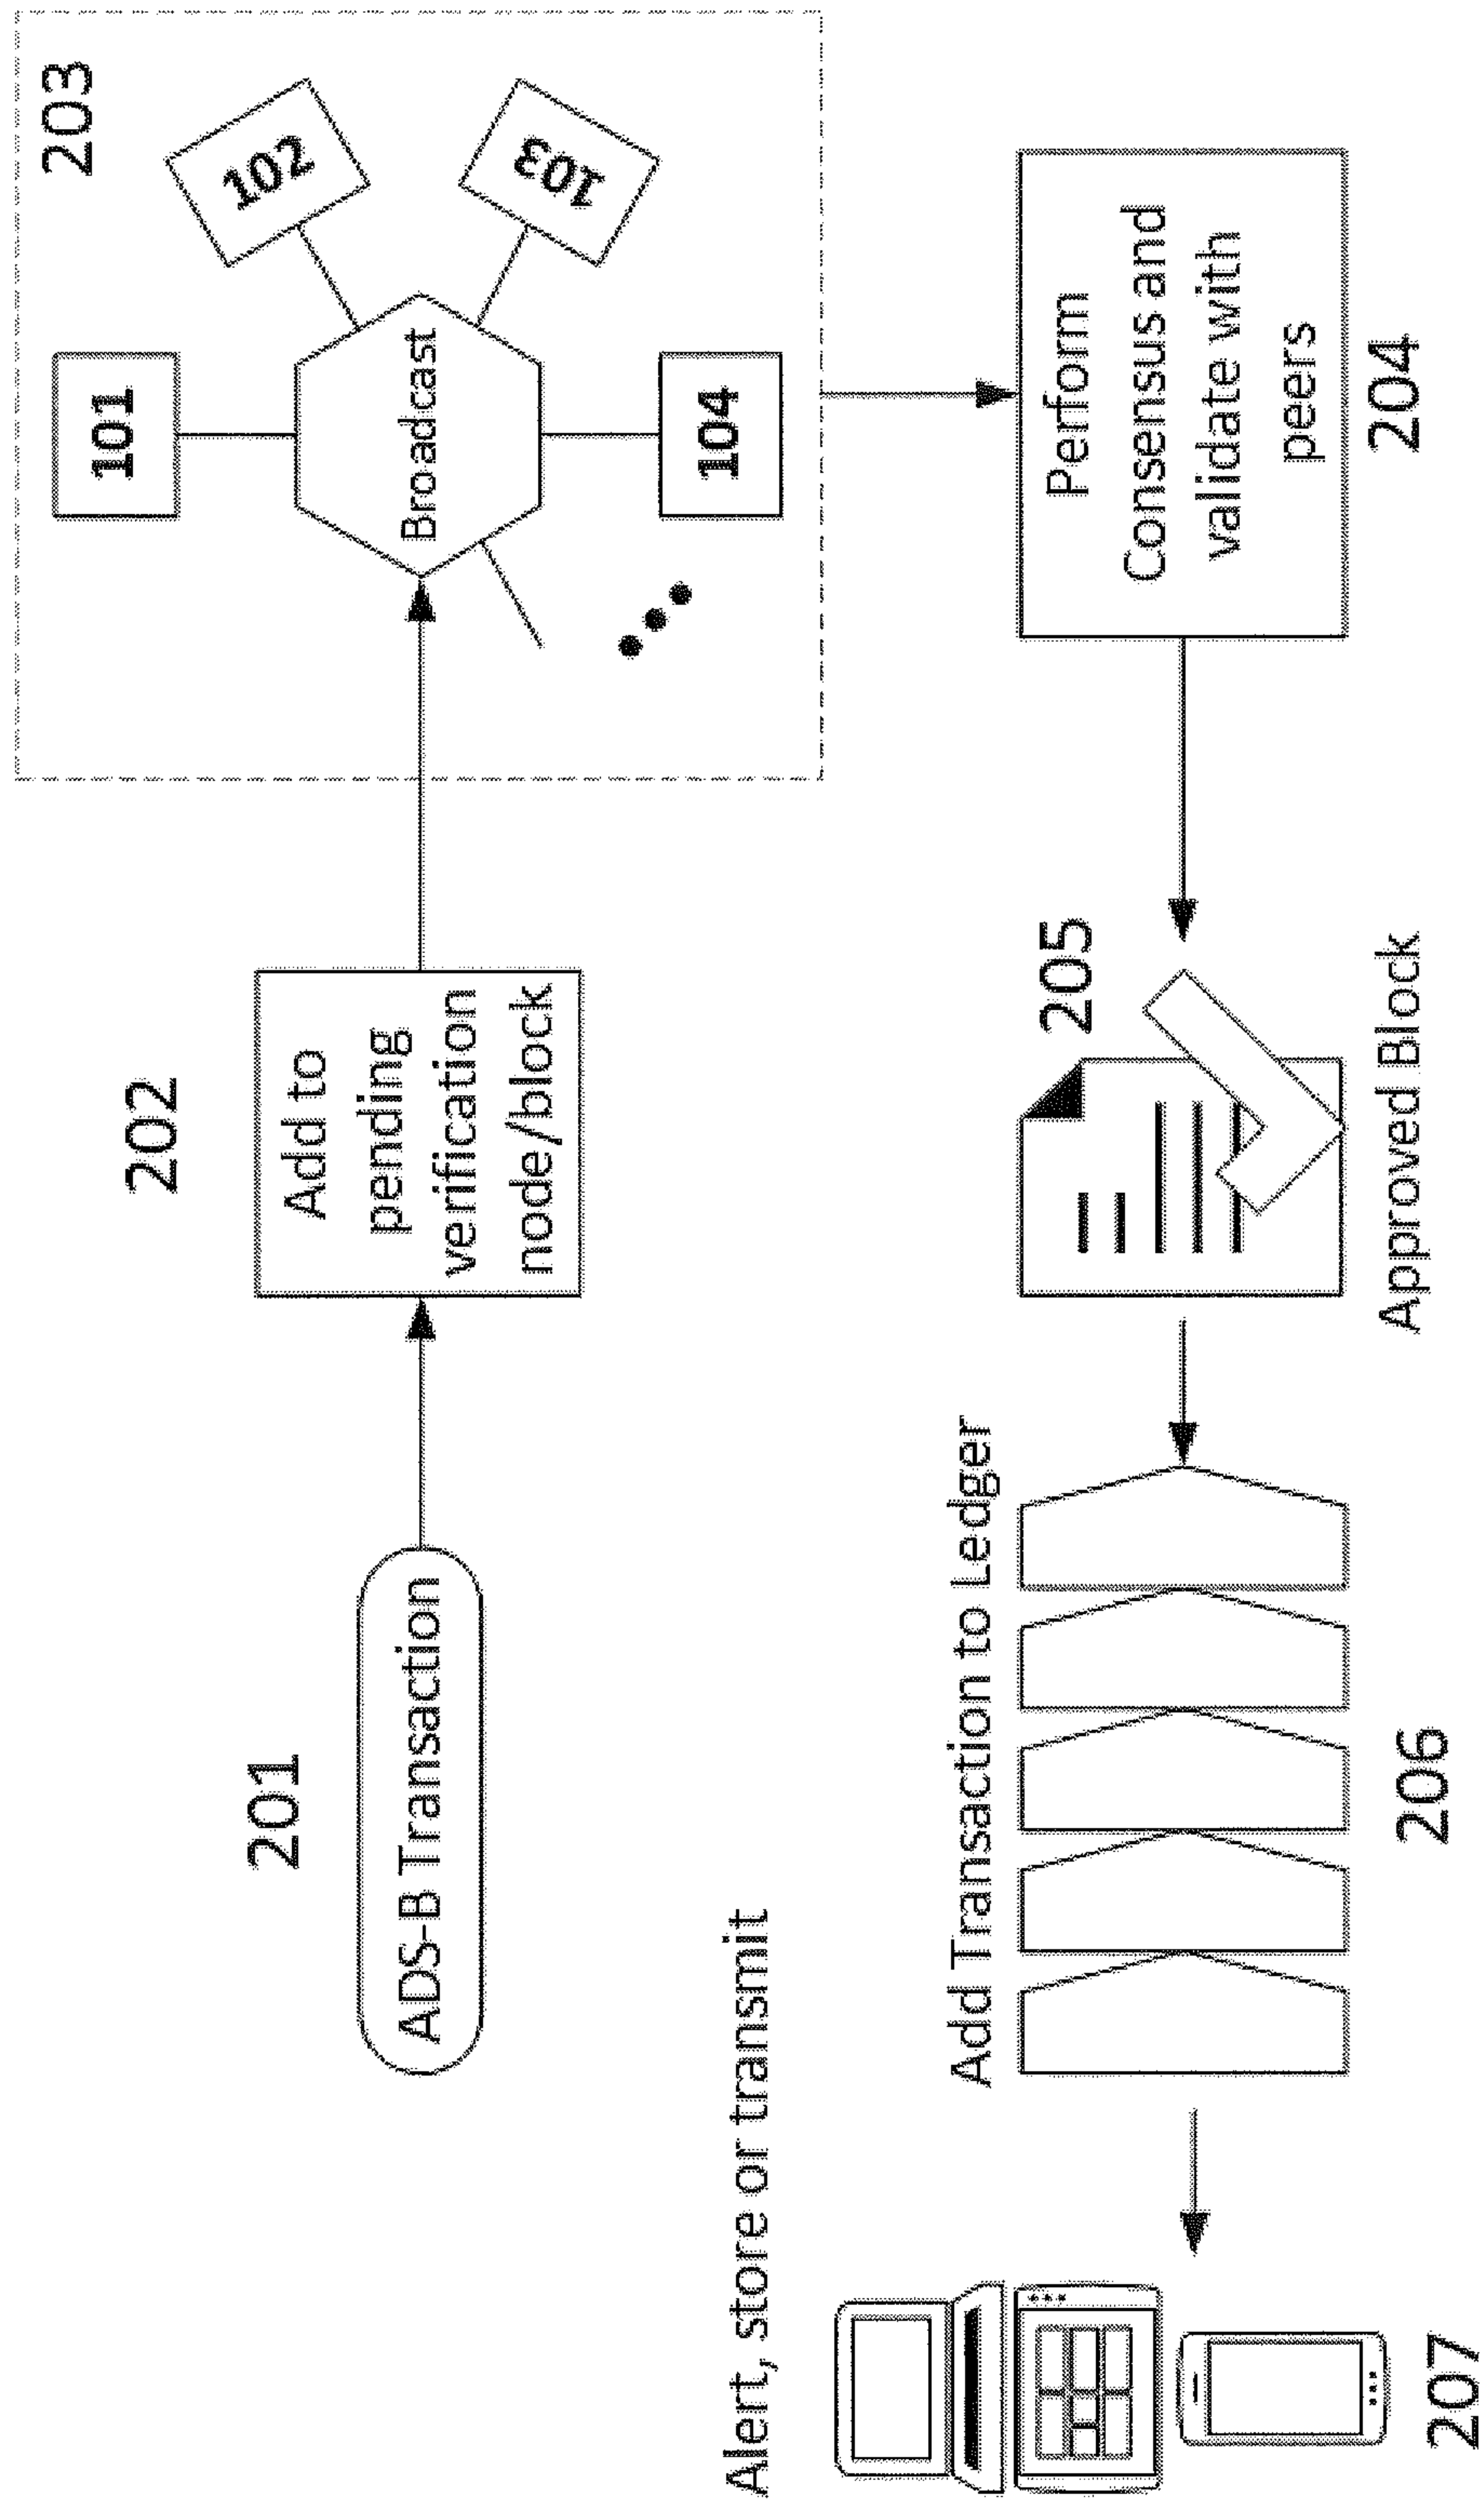 201
ADS-B Transaction
202
Add to
pending
verification
node/block
203
101
102
103
104
Broadcast
Perform
Consensus and
validate with
peers
204
205
Approved Block
Add Transaction to Ledger
206
Alert, store or transmit
207